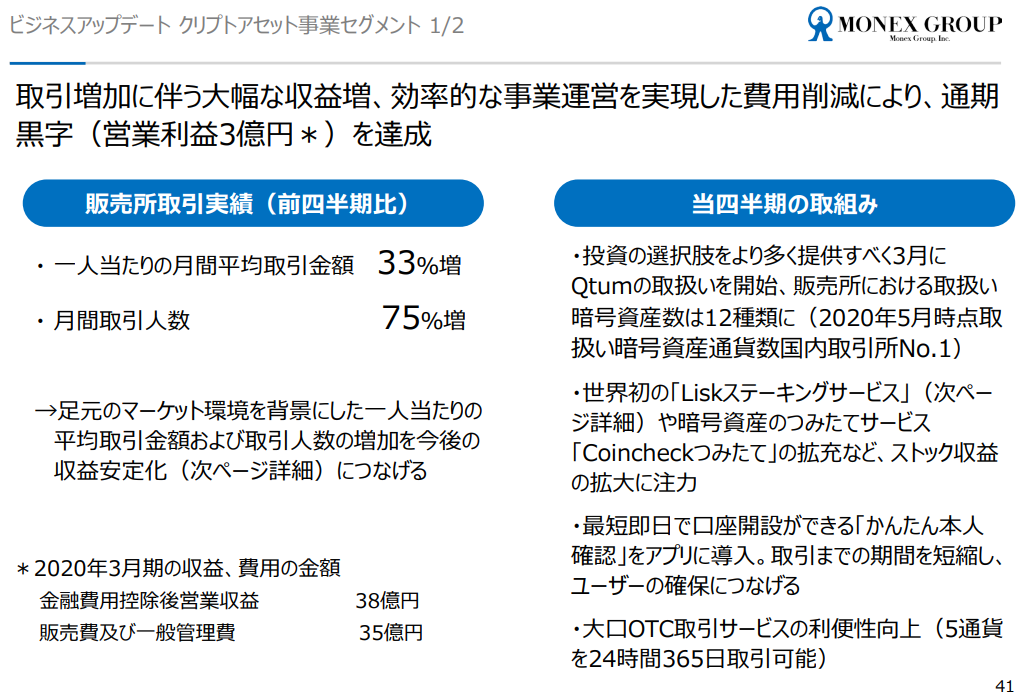 ビジネスアップデート クリプトアセット事業セグメント 1/2
MONEX GROUP
Monex Group, Inc.
取引増加に伴う大幅な収益増、効率的な事業運営を実現した費用削減により、通期
黒字（営業利益3億円＊）を達成
販売所取引実績（前四半期比）
・ 一人当たりの月間平均取引金額 33%増
・ 月間取引人数 75%増
→足元のマーケット環境を背景にした一人当たりの
平均取引金額および取引人数の増加を今後の
収益安定化（次ページ詳細）につなげる
＊2020年3月期の収益、費用の金額
金融費用控除後営業収益 38億円
販売費及び一般管理費 35億円
当四半期の取組み
・投資の選択肢をより多く提供すべく3月に
Qtumの取扱いを開始、販売所における取扱い
暗号資産数は12種類に（2020年5月時点取
扱い暗号資産通貨数国内取引所No.1）
・世界初の「Liskステーキングサービス」（次ペー
ジ詳細）や暗号資産のつみたてサービス
「Coincheckつみたて」の拡充など、ストック収益
の拡大に注力
・最短即日で口座開設ができる「かんたん本人
確認」をアプリに導入。取引までの期間を短縮し、
ユーザーの確保につなげる
・大口OTC取引サービスの利便性向上（5通貨
を24時間365日取引可能）
41